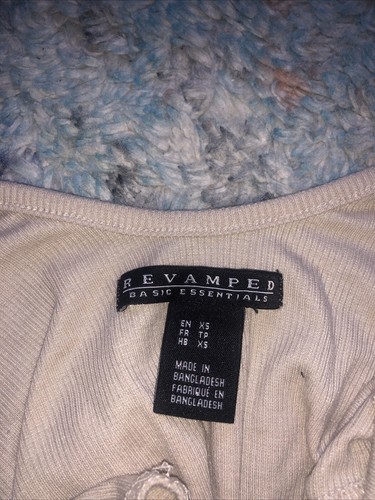 REVAMPED
BASIC ESSENTIALS
EN XS
FR TP
HB XS
MADE IN
BANGLADESH
FABRIQUÉ EN
BANGLADESH